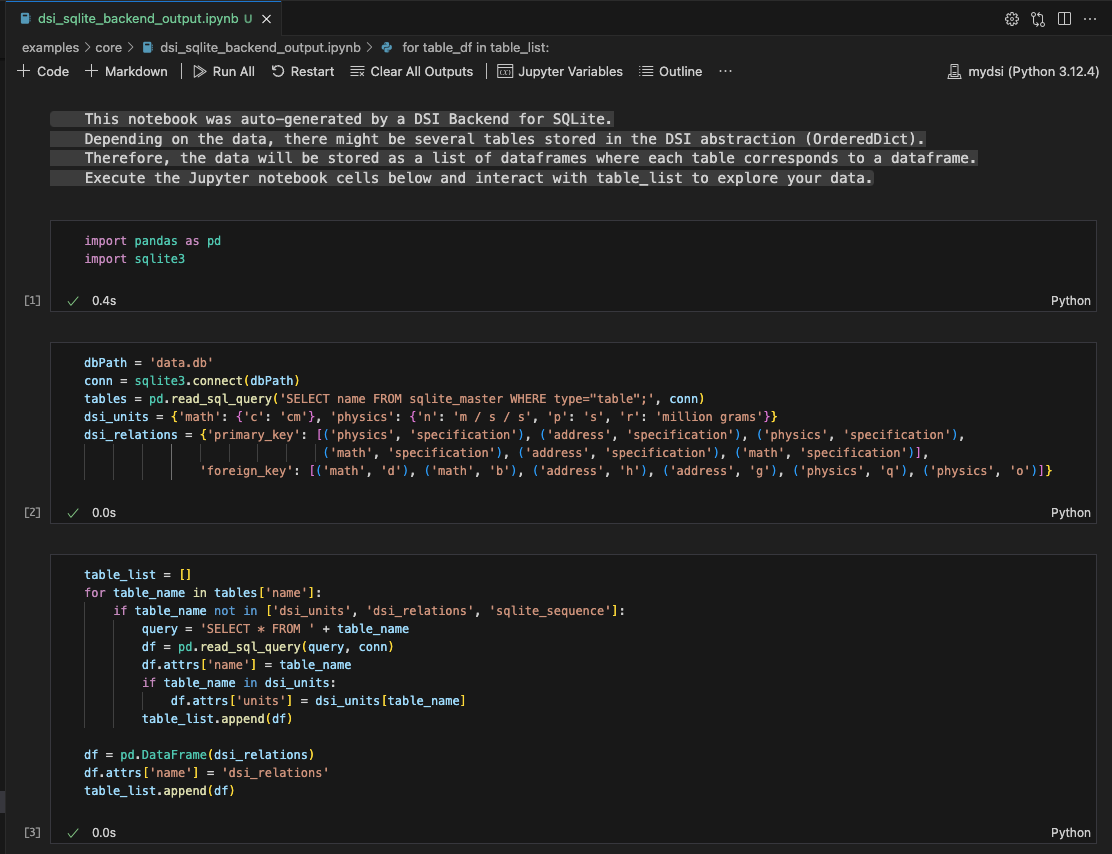 dsi_sqlite_backend_output.ipynb U
examples > core > dsi_sqlite_backend_output.ipynb > for table_df in table_list:
+ Code + Markdown | Run All Restart Clear All Outputs | Jupyter Variables Outline ... mydsi (Python 3.12.4)
This notebook was auto-generated by a DSI Backend for SQLite.
Depending on the data, there might be several tables stored in the DSI abstraction (OrderedDict).
Therefore, the data will be stored as a list of dataframes where each table corresponds to a dataframe.
Execute the Jupyter notebook cells below and interact with table_list to explore your data.
import pandas as pd
import sqlite3
[1] ✓ 0.4s Python
dbPath = 'data.db'
conn = sqlite3.connect(dbPath)
tables = pd.read_sql_query('SELECT name FROM sqlite_master WHERE type="table";', conn)
dsi_units = {'math': {'c': 'cm'}, 'physics': {'n': 'm / s / s', 'p': 's', 'r': 'million grams'}}
dsi_relations = {'primary_key': [('physics', 'specification'), ('address', 'specification'), ('physics', 'specification'),
('math', 'specification'), ('address', 'specification'), ('math', 'specification')],
'foreign_key': [('math', 'd'), ('math', 'b'), ('address', 'h'), ('address', 'g'), ('physics', 'q'), ('physics', 'o')]}
[2] ✓ 0.0s Python
table_list = []
for table_name in tables['name']:
if table_name not in ['dsi_units', 'dsi_relations', 'sqlite_sequence']:
query = 'SELECT * FROM ' + table_name
df = pd.read_sql_query(query, conn)
df.attrs['name'] = table_name
if table_name in dsi_units:
df.attrs['units'] = dsi_units[table_name]
table_list.append(df)
df = pd.DataFrame(dsi_relations)
df.attrs['name'] = 'dsi_relations'
table_list.append(df)
[3] ✓ 0.0s Python